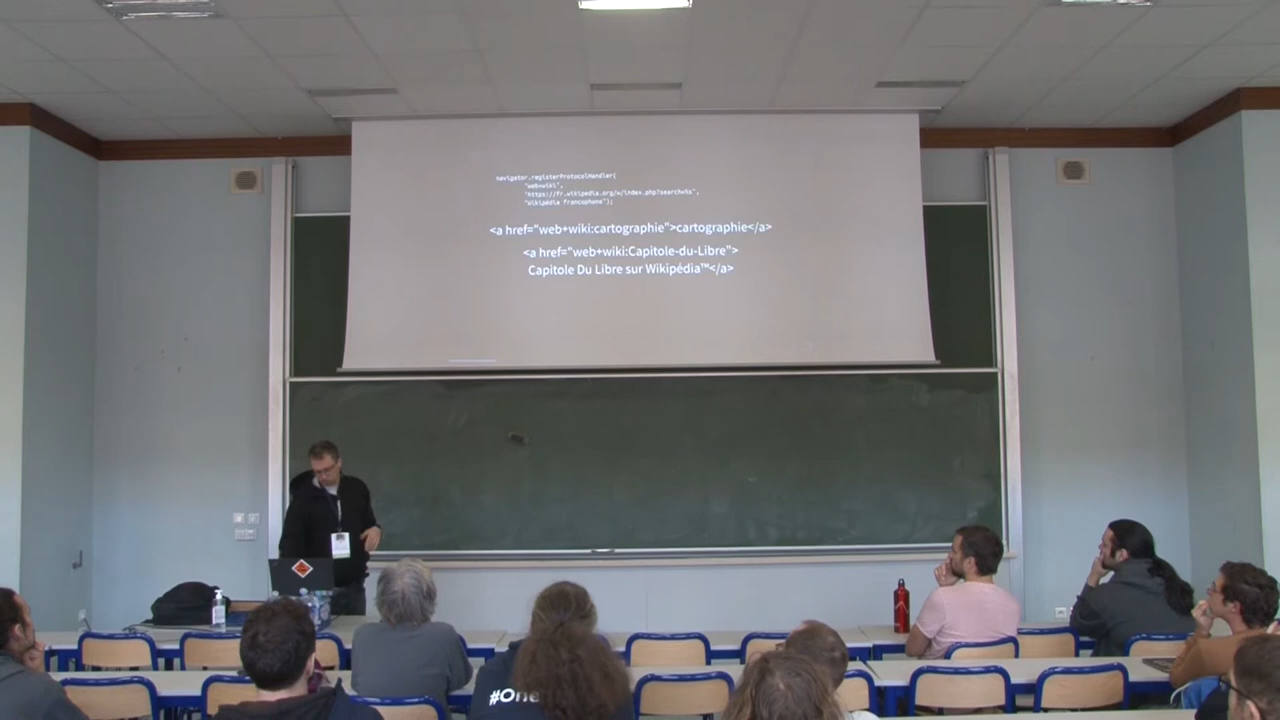 navigator.registerProtocolHandler(
"web+wiki",
"https://fr.wikipedia.org/w/index.php?search=%s",
"Wikipédia francophone");
<a href="web+wiki:cartographie">cartographie</a>
<a href="web+wiki:Capitole-du-Libre">
Capitole Du Libre sur Wikipédia™</a>
#One